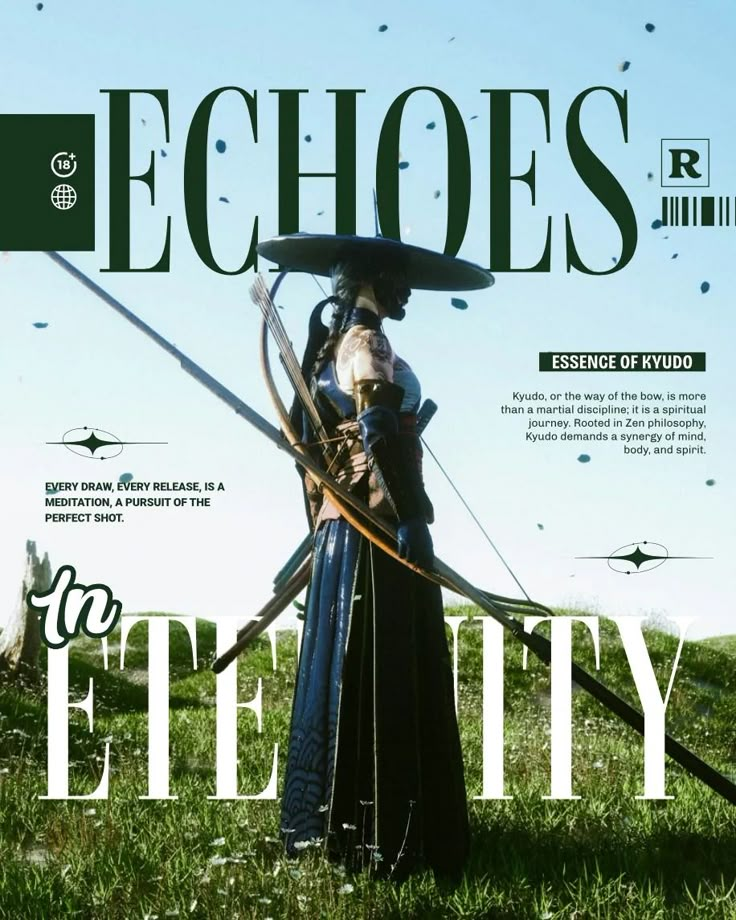 ECHOES
18+
R
ESSENCE OF KYUDO
Kyudo, or the way of the bow, is more
than a martial discipline; it is a spiritual
journey. Rooted in Zen philosophy,
Kyudo demands a synergy of mind,
body, and spirit.
EVERY DRAW, EVERY RELEASE, IS A
MEDITATION, A PURSUIT OF THE
PERFECT SHOT.
In
ETERNITY